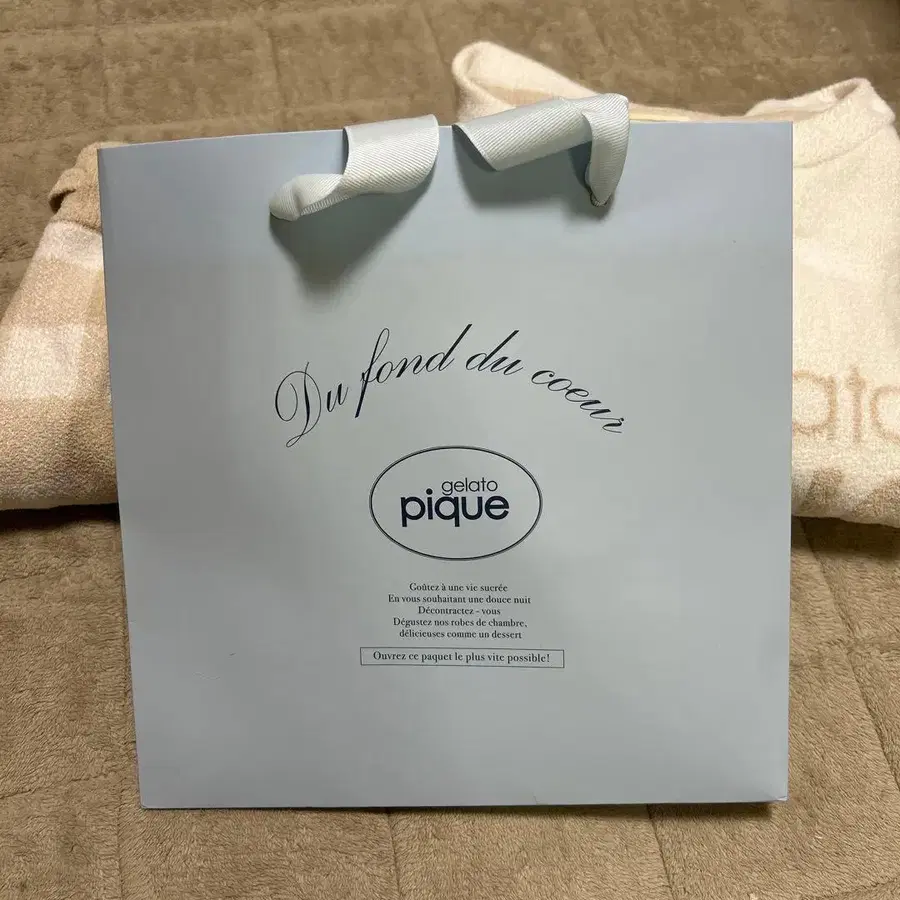 Du fond du coeur
gelato
pique
Goûtez à une vie sucrée
En vous souhaitant une douce nuit
Décontractez - vous
Dégustez nos robes de chambre,
délicieuses comme un dessert
Ouvrez ce paquet le plus vite possible!
ato